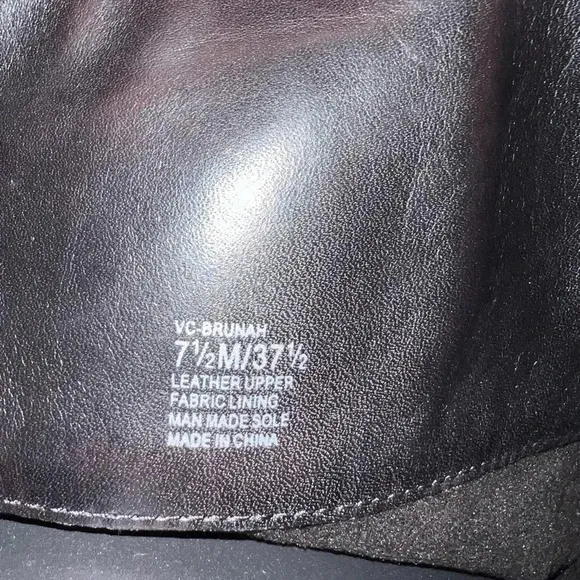 VC-BRUNAH
7½M/37½
LEATHER UPPER
FABRIC LINING
MAN MADE SOLE
MADE IN CHINA